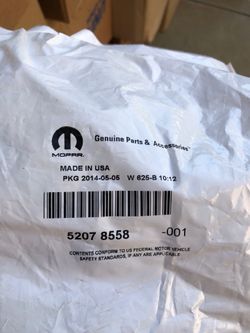 Genuine Parts & Accessories
MOPAR
MADE IN USA
PKG 2014-05-05 W 625-B 10:12
5207 8558 -001
CONTENTS CONFORM TO US FEDERAL MOTOR VEHICLE
SAFETY STANDARDS, IF ANY ARE APPLICABLE